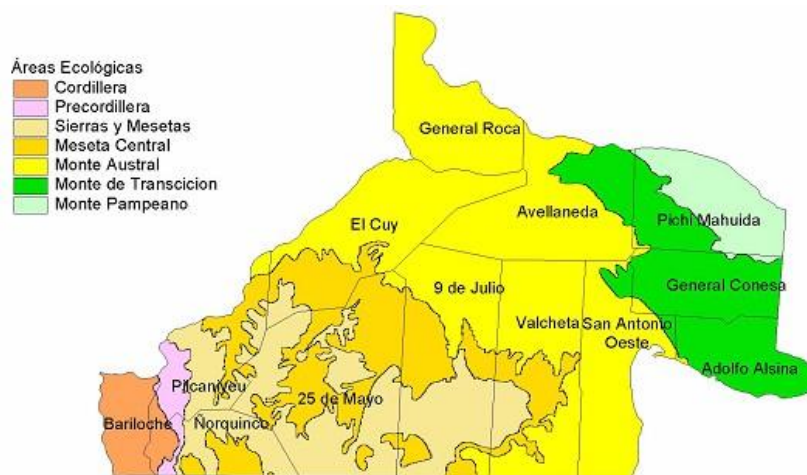 Áreas Ecológicas
Cordillera
Precordillera
Sierras y Mesetas
Meseta Central
Monte Austral
Monte de Transcicion
Monte Pampeano
General Roca
Avellaneda
Pichi Mahuida
El Cuy
9 de Julio
General Conesa
Valcheta
San Antonio
Oeste
Adolfo Alsina
Pilcaniyeu
25 de Mayo
Bariloche
Ñorquinco